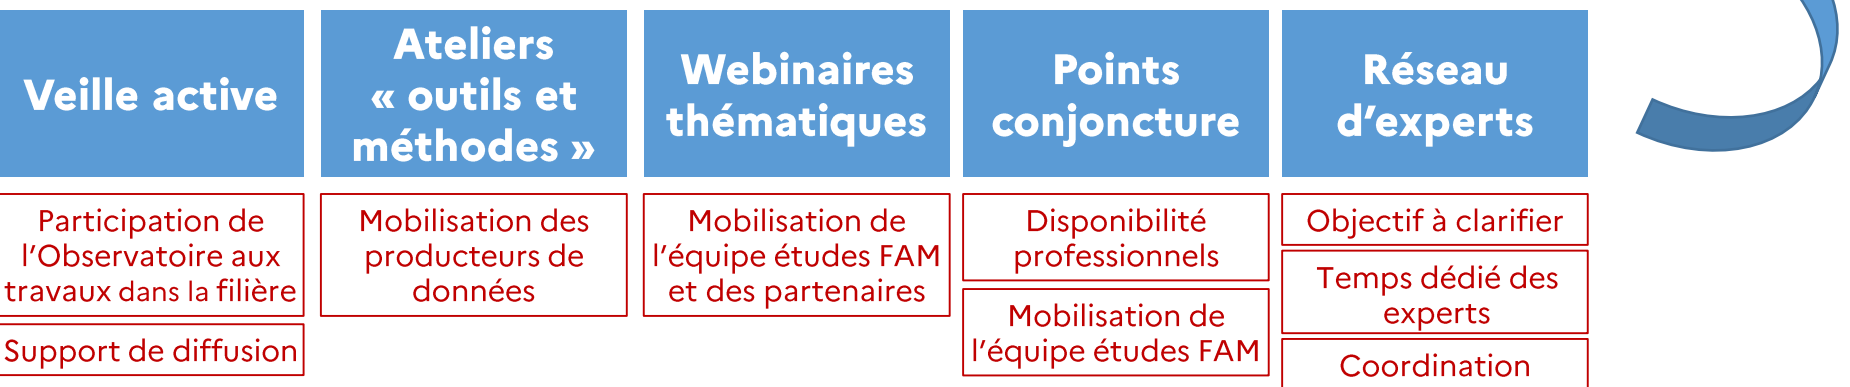 Veille active
Ateliers
« outils et
méthodes »
Webinaires
thématiques
Points
conjoncture
Réseau
d’experts
Participation de
l’Observatoire aux
travaux dans la filière
Support de diffusion
Mobilisation des
producteurs de
données
Mobilisation de
l’équipe études FAM
et des partenaires
Disponibilité
professionnels
Mobilisation de
l’équipe études FAM
Objectif à clarifier
Temps dédié des
experts
Coordination